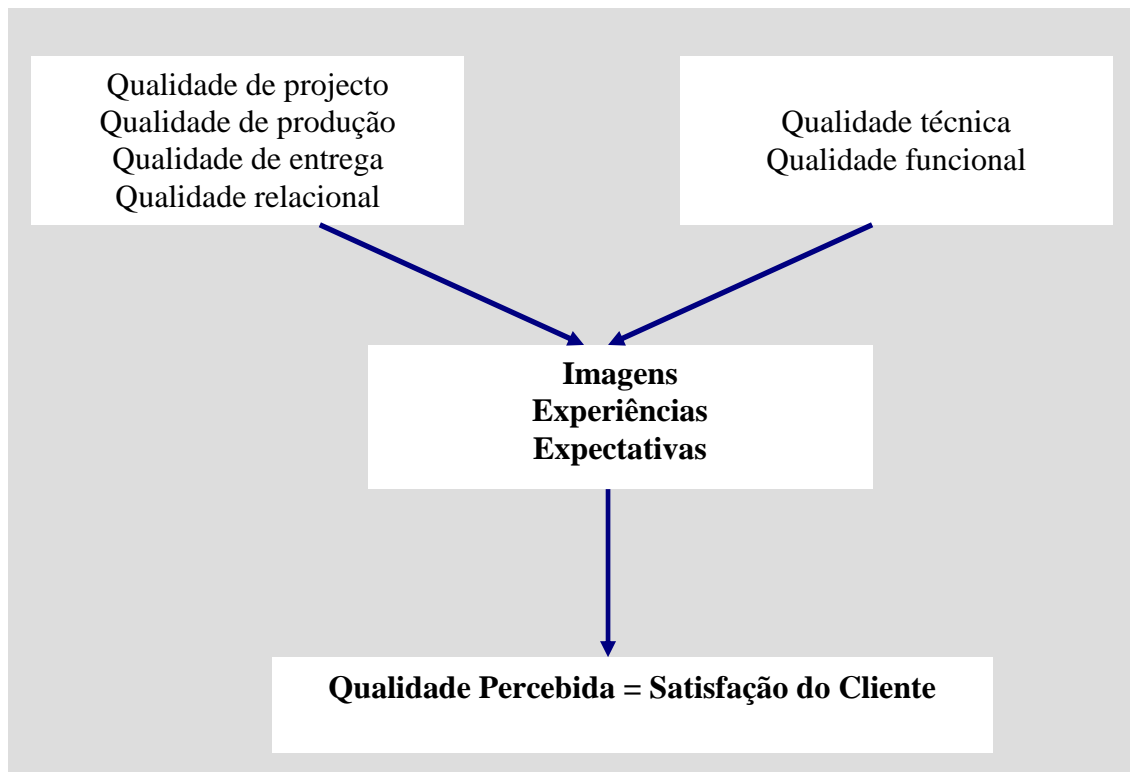 Qualidade de projecto
Qualidade de produção
Qualidade de entrega
Qualidade relacional
Qualidade técnica
Qualidade funcional
Imagens
Experiências
Expectativas
Qualidade Percebida = Satisfação do Cliente